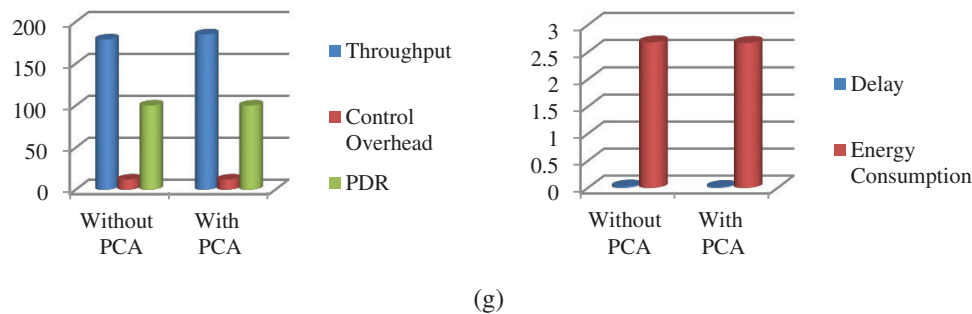 200
150
100
50
0
Without
PCA
With
PCA
Throughput
Control
Overhead
PDR
3
2.5
2
1.5
1
0.5
0
Without
PCA
With
PCA
Delay
Energy
Consumption
(g)